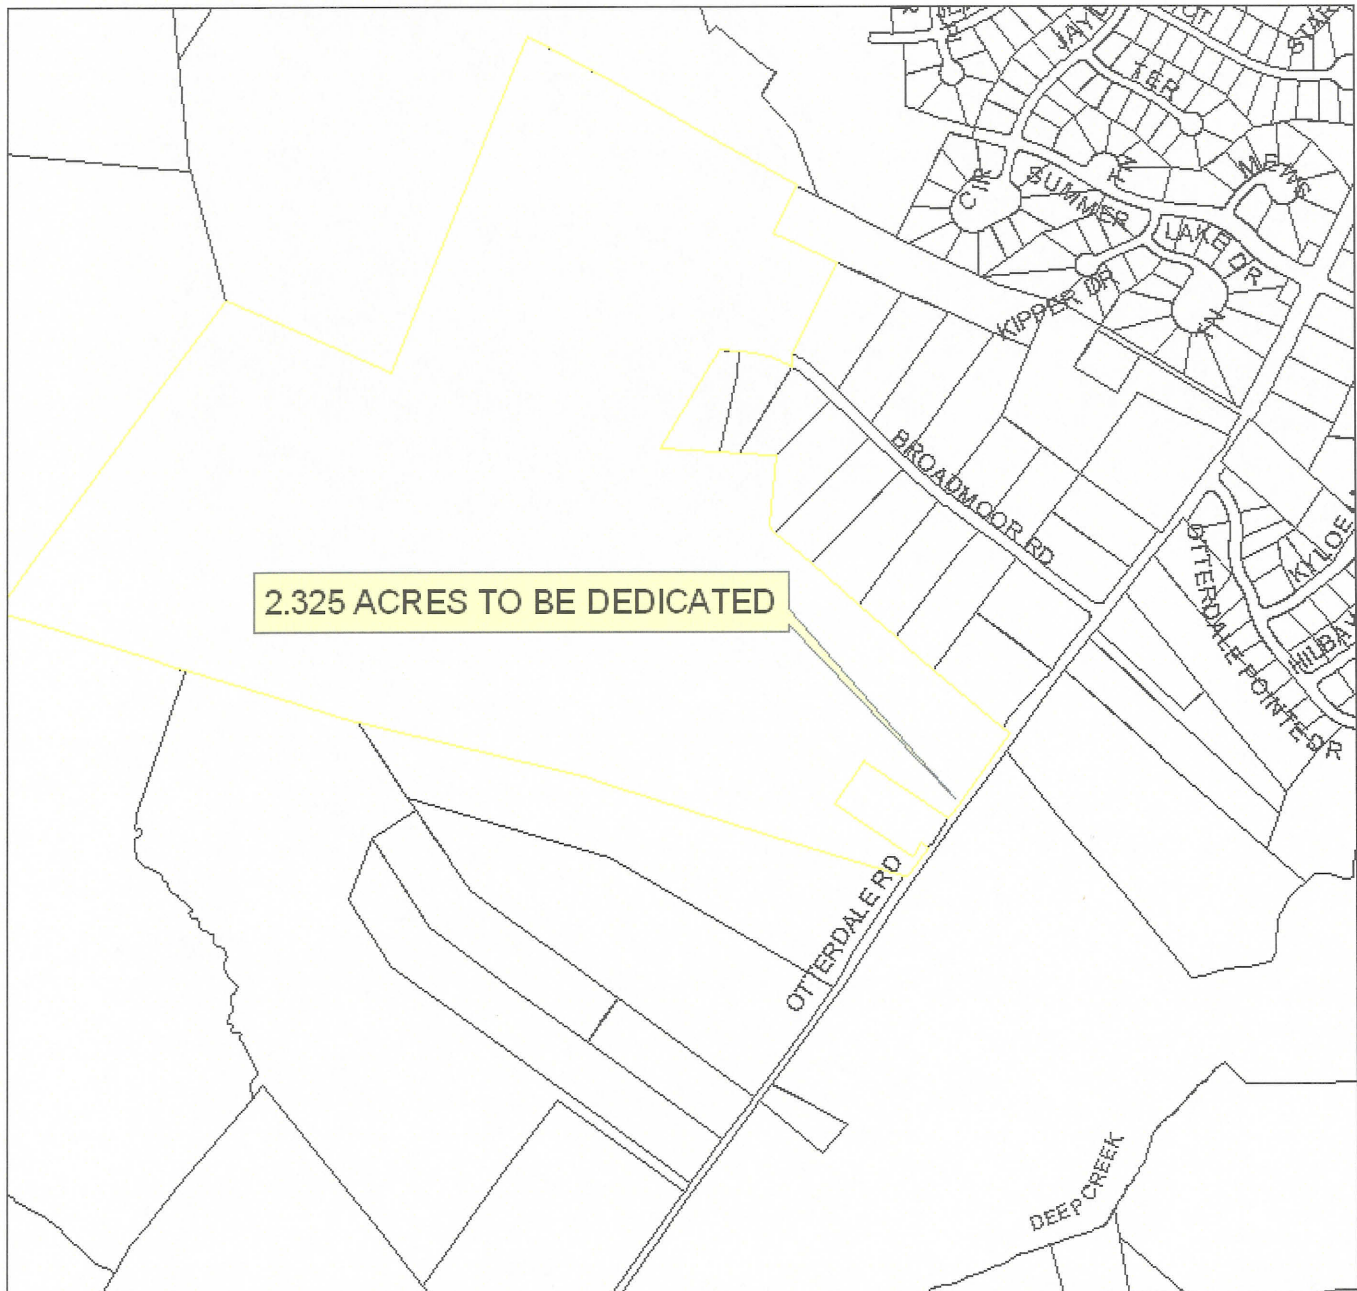 TER
SUMMER
LAKE DR
CIR
MEWS
KIPPER DR
BROADMOOR RD
OTTERDALE POINTE DR
2.325 ACRES TO BE DEDICATED
OTTERDALE RD
DEEP CREEK